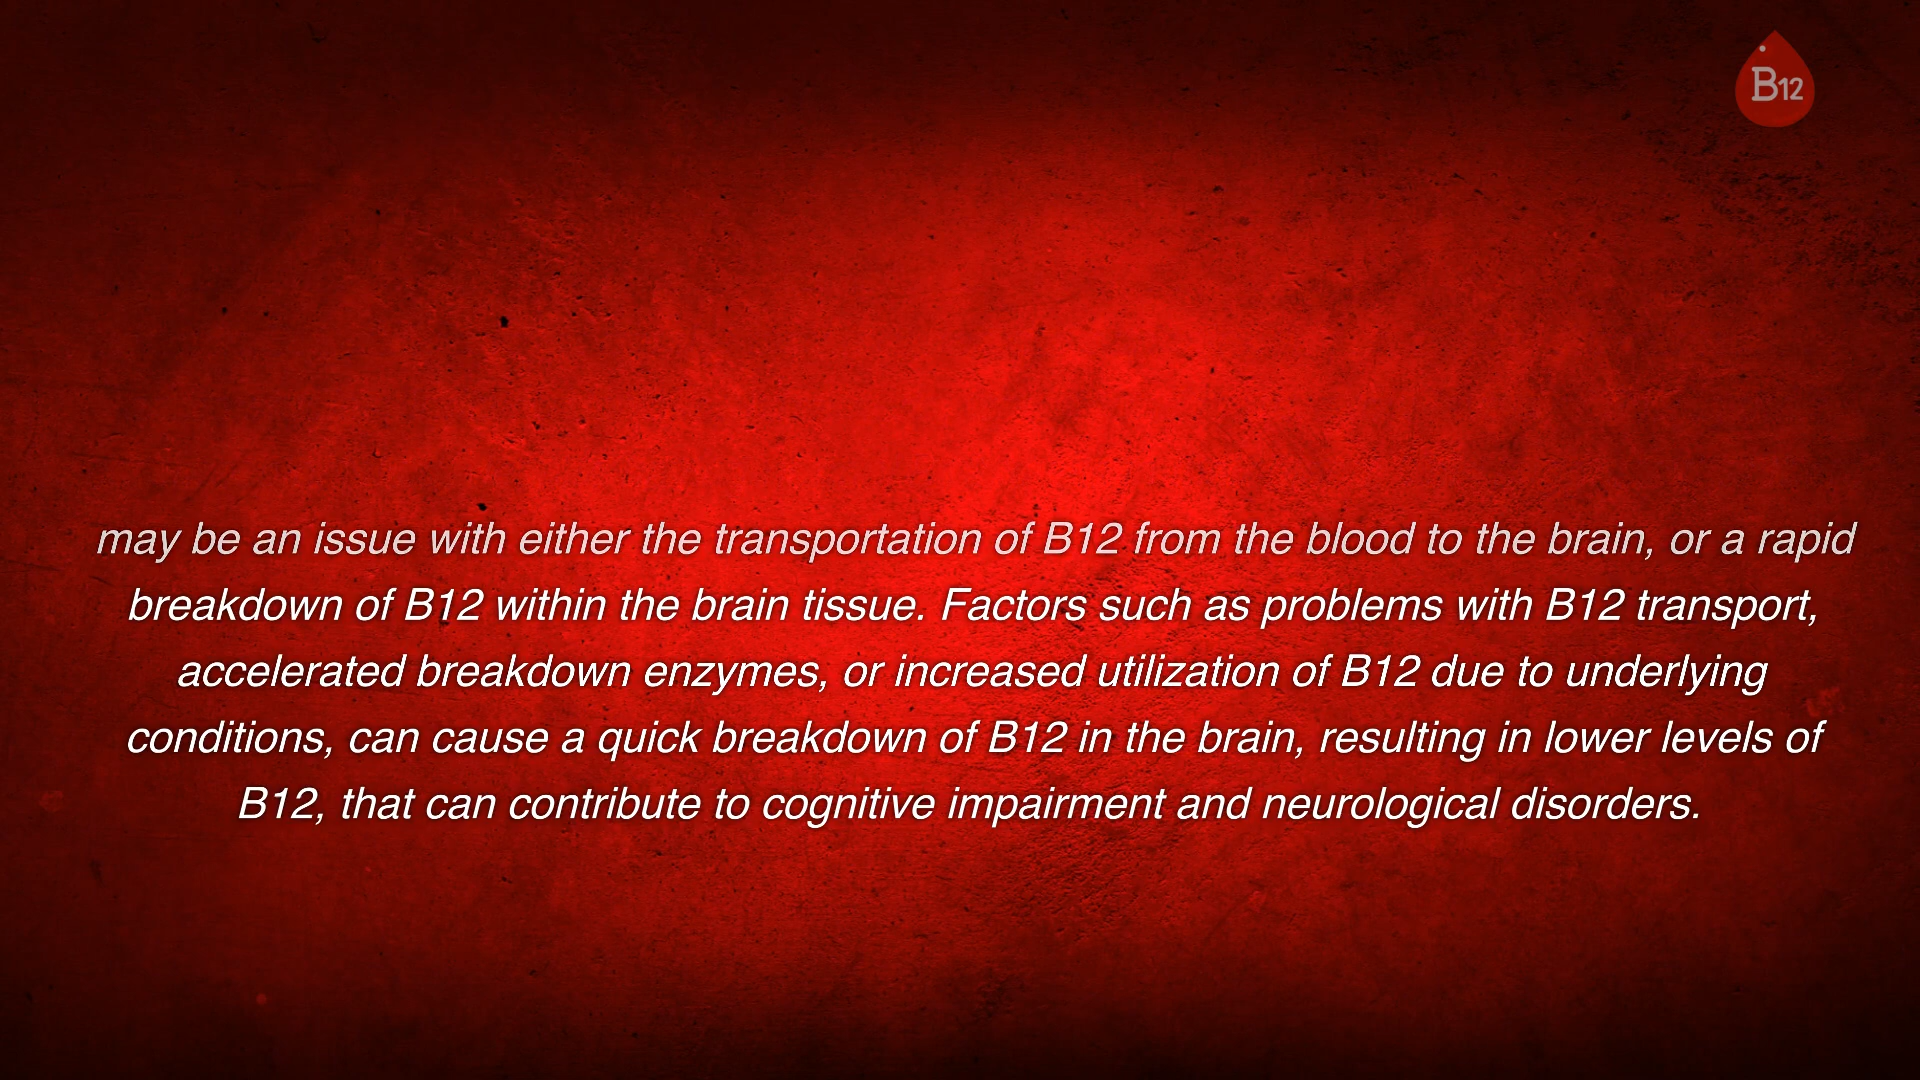 B12
may be an issue with either the transportation of B12 from the blood to the brain, or a rapid
breakdown of B12 within the brain tissue. Factors such as problems with B12 transport,
accelerated breakdown enzymes, or increased utilization of B12 due to underlying
conditions, can cause a quick breakdown of B12 in the brain, resulting in lower levels of
B12, that can contribute to cognitive impairment and neurological disorders.